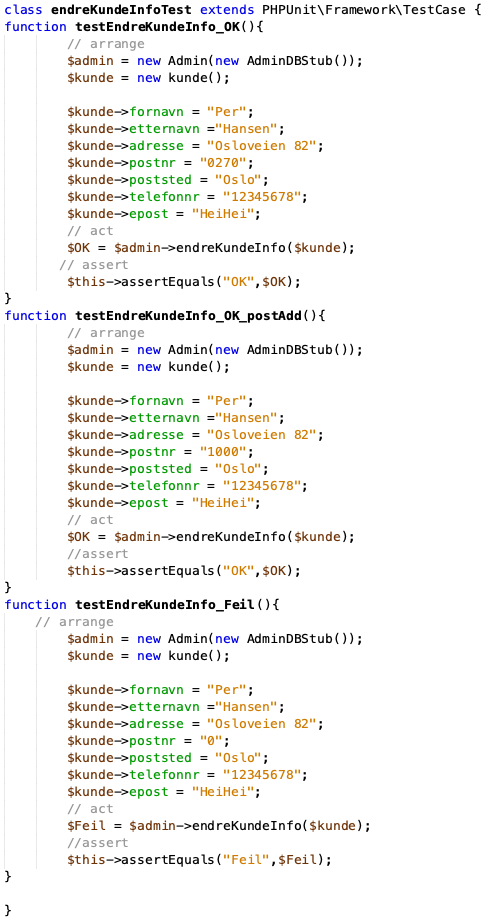 class endreKundeInfoTest extends PHPUnit\Framework\TestCase {
function testEndreKundeInfo_OK(){
// arrange
$admin = new Admin(new AdminDBStub());
$kunde = new kunde();
$kunde->fornavn = "Per";
$kunde->etternavn ="Hansen";
$kunde->adresse = "Osloveien 82";
$kunde->postnr = "0270";
$kunde->poststed = "Oslo";
$kunde->telefonnr = "12345678";
$kunde->epost = "HeiHei";
// act
$OK = $admin->endreKundeInfo($kunde);
// assert
$this->assertEquals("OK",$OK);
}
function testEndreKundeInfo_OK_postAdd(){
// arrange
$admin = new Admin(new AdminDBStub());
$kunde = new kunde();
$kunde->fornavn = "Per";
$kunde->etternavn ="Hansen";
$kunde->adresse = "Osloveien 82";
$kunde->postnr = "1000";
$kunde->poststed = "Oslo";
$kunde->telefonnr = "12345678";
$kunde->epost = "HeiHei";
// act
$OK = $admin->endreKundeInfo($kunde);
//assert
$this->assertEquals("OK",$OK);
}
function testEndreKundeInfo_Feil(){
// arrange
$admin = new Admin(new AdminDBStub());
$kunde = new kunde();
$kunde->fornavn = "Per";
$kunde->etternavn ="Hansen";
$kunde->adresse = "Osloveien 82";
$kunde->postnr = "0";
$kunde->poststed = "Oslo";
$kunde->telefonnr = "12345678";
$kunde->epost = "HeiHei";
// act
$Feil = $admin->endreKundeInfo($kunde);
//assert
$this->assertEquals("Feil",$Feil);
}
}